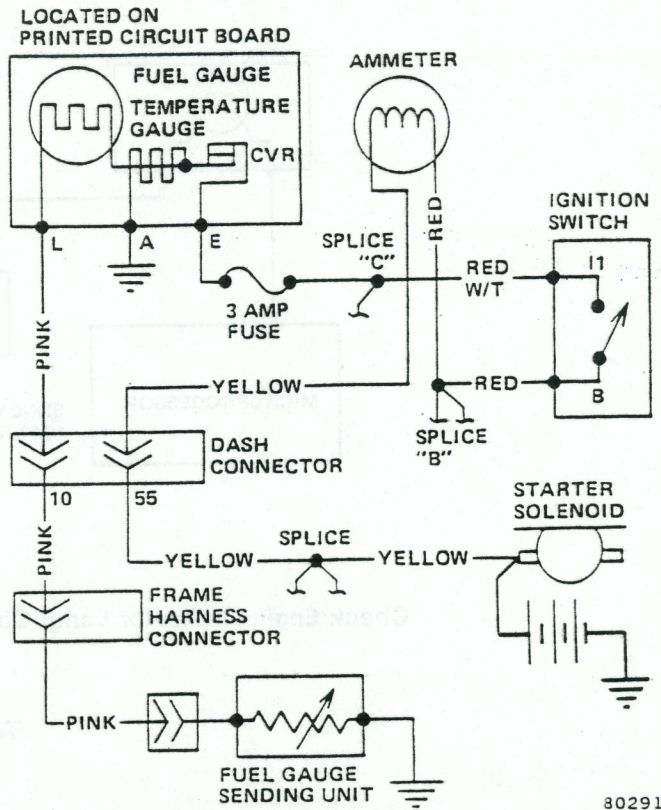 LOCATED ON
PRINTED CIRCUIT BOARD
FUEL GAUGE
TEMPERATURE
GAUGE
CVR
AMMETER
L
A
E
RED
SPLICE
"C"
IGNITION
SWITCH
I1
RED
W/T
3 AMP
FUSE
PINK
YELLOW
RED
B
SPLICE
"B"
DASH
CONNECTOR
10
55
STARTER
SOLENOID
PINK
YELLOW
SPLICE
YELLOW
FRAME
HARNESS
CONNECTOR
PINK
FUEL GAUGE
SENDING UNIT
80291